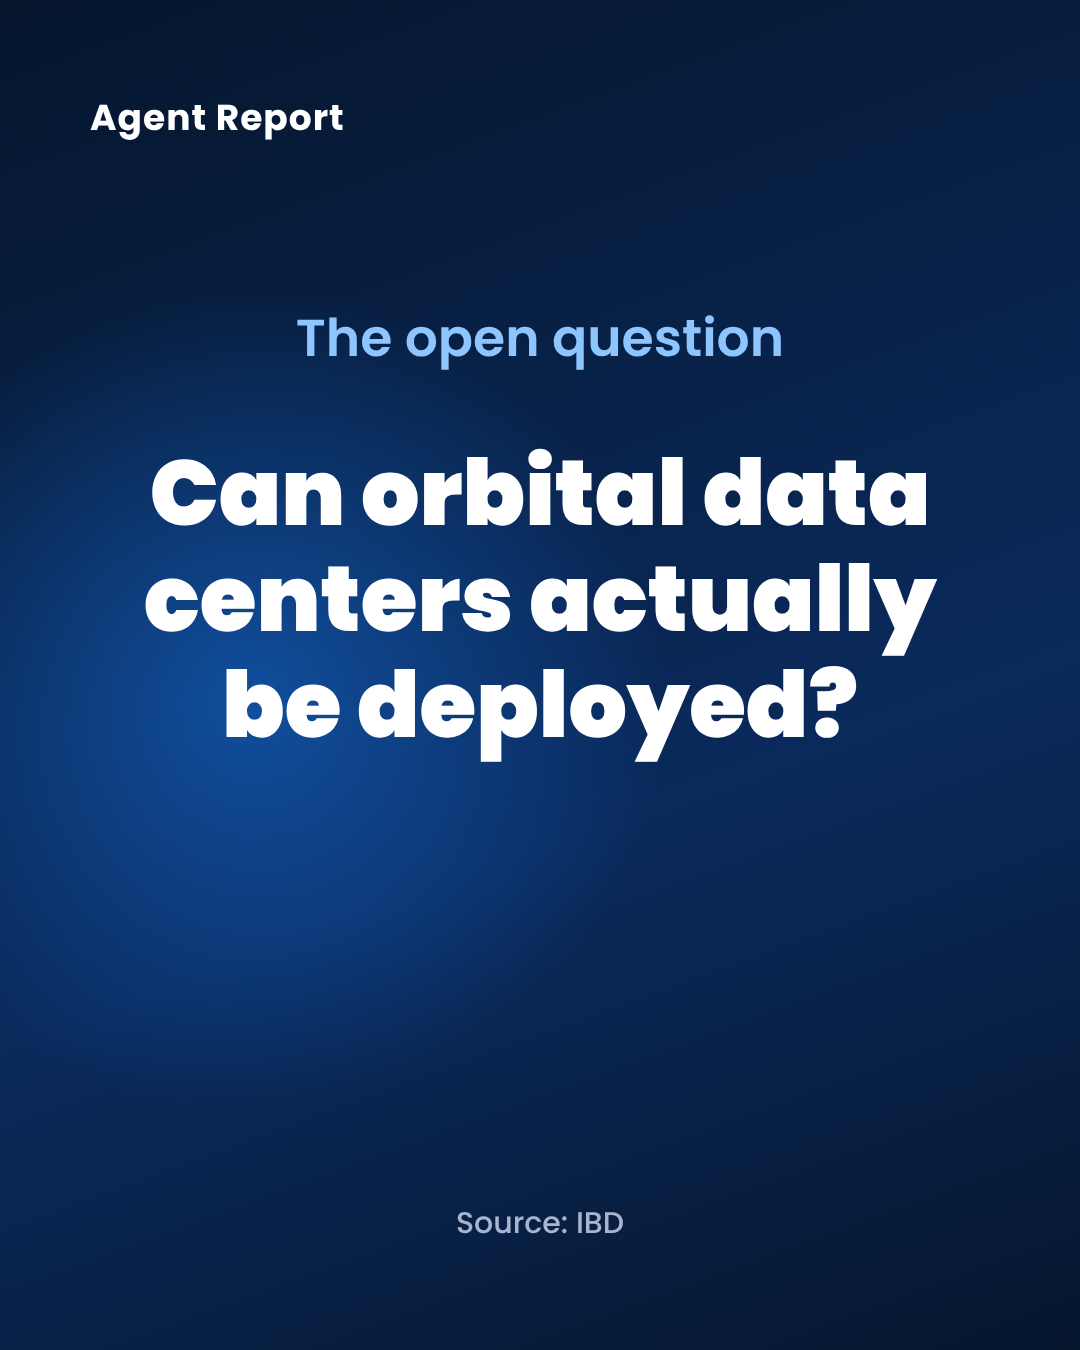 Agent Report
The open question
Can orbital data
centers actually
be deployed?
Source: IBD